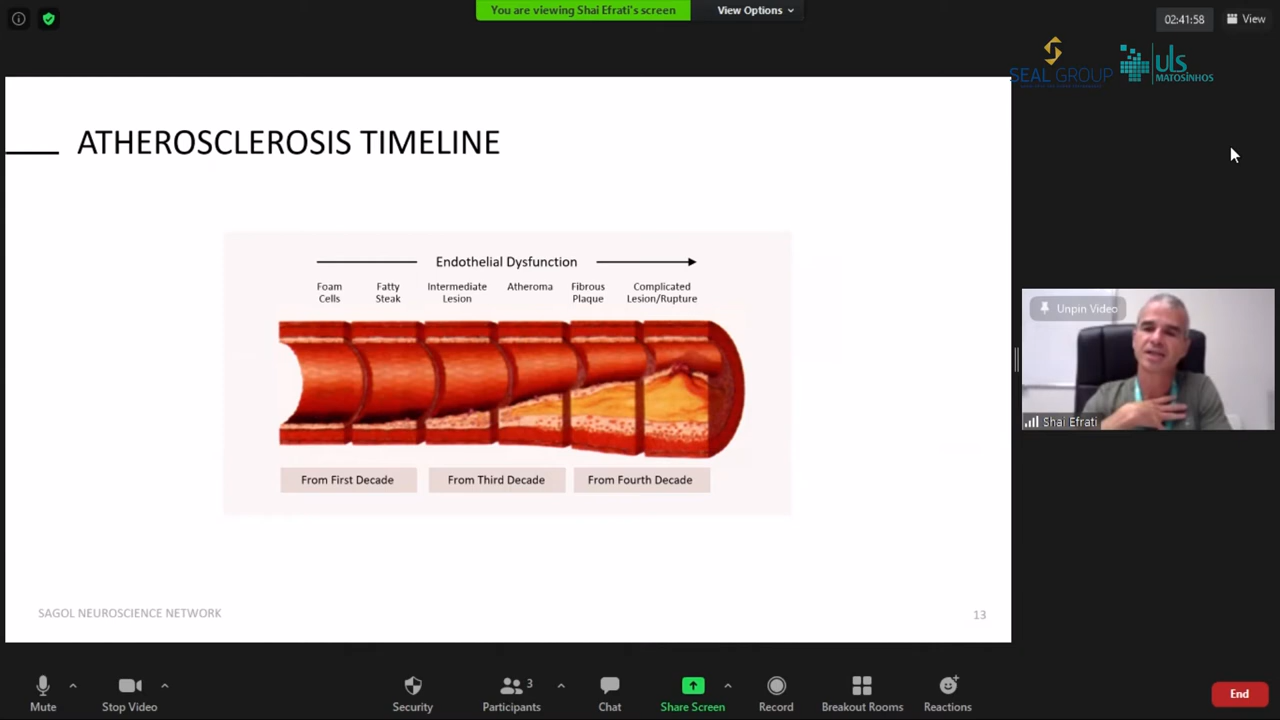 You are viewing Shai Efrati's screen
View Options
02:41:58
View
SEAL GROUP
uls
MATOSINHOS
ATHEROSCLEROSIS TIMELINE
Endothelial Dysfunction
Foam
Cells
Fatty
Steak
Intermediate
Lesion
Atheroma
Fibrous
Plaque
Complicated
Lesion/Rupture
From First Decade
From Third Decade
From Fourth Decade
Unpin Video
Shai Efrati
SAGOL NEUROSCIENCE NETWORK
13
Mute
Stop Video
Security
Participants
3
Chat
Share Screen
Record
Breakout Rooms
Reactions
End